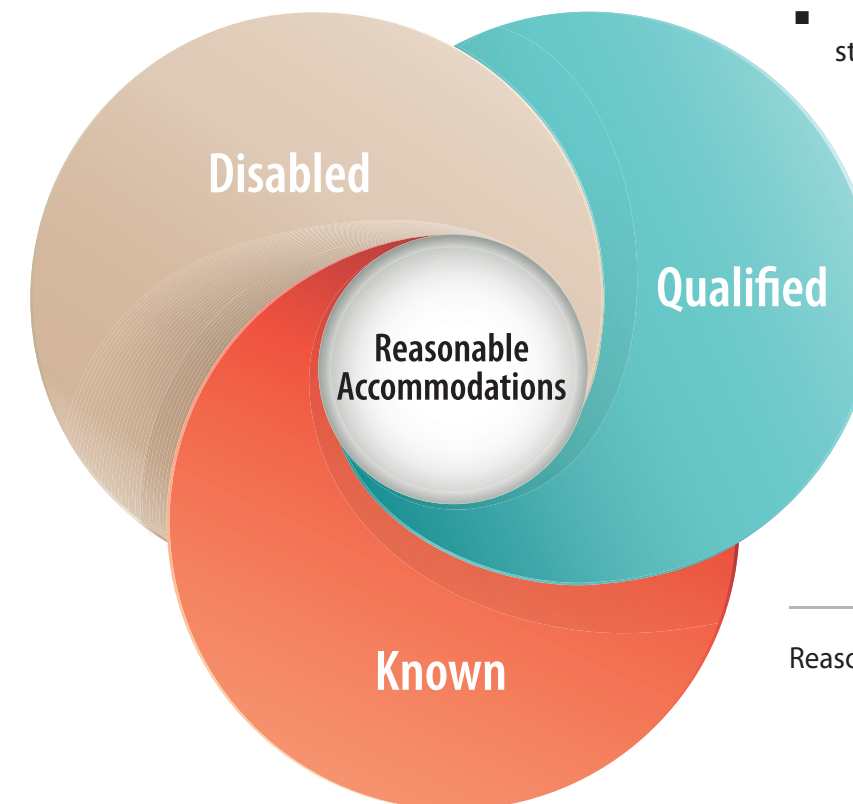 ■
Disabled
Qualified
Reasonable
Accommodations
Known